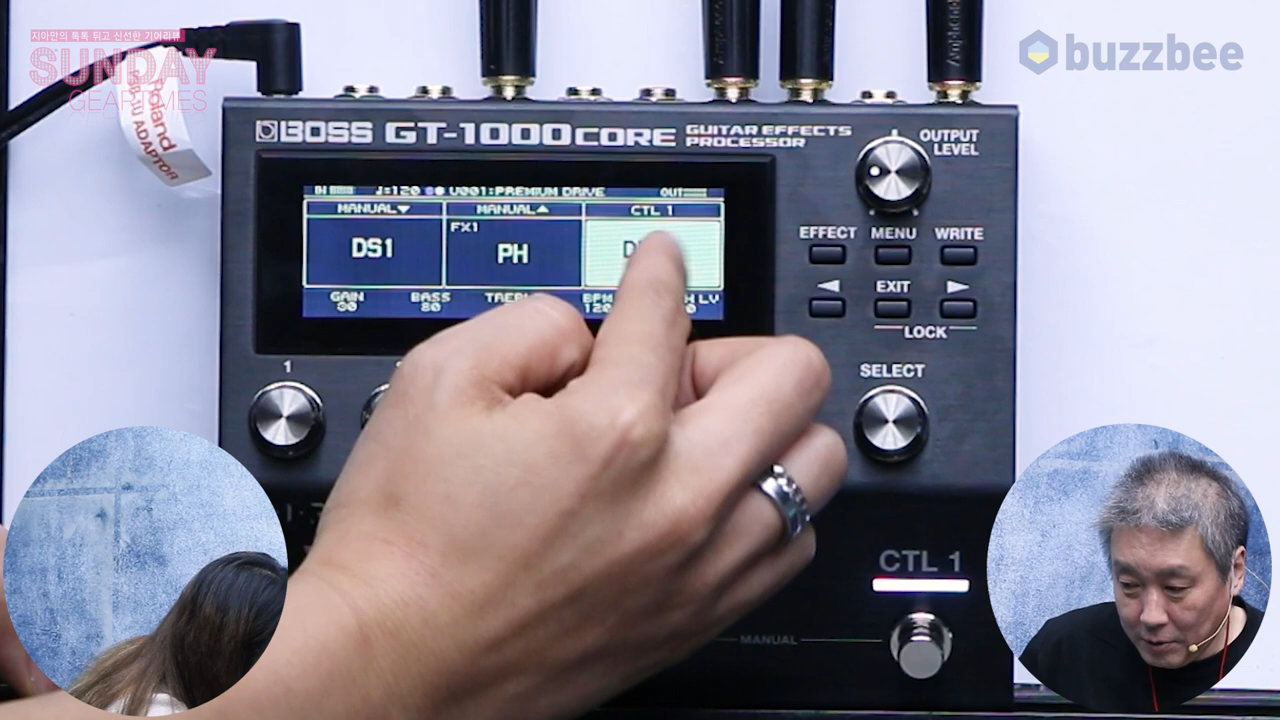 지아만의 톡톡 튀고 신선한 기어리뷰
SUNDAY
GEARTIMES
buzzbee
Roland
ADAPTOR
BOSS GT-1000CORE GUITAR EFFECTS
PROCESSOR
OUTPUT
LEVEL
IN ♩=120 U001:PREMIUM DRIVE OUT
MANUAL▼ MANUAL▲ CTL 1
FX1
DS1 PH
GAIN BASS
80
EFFECT MENU WRITE
◀ EXIT ▶
LOCK
1
SELECT
CTL 1
MANUAL